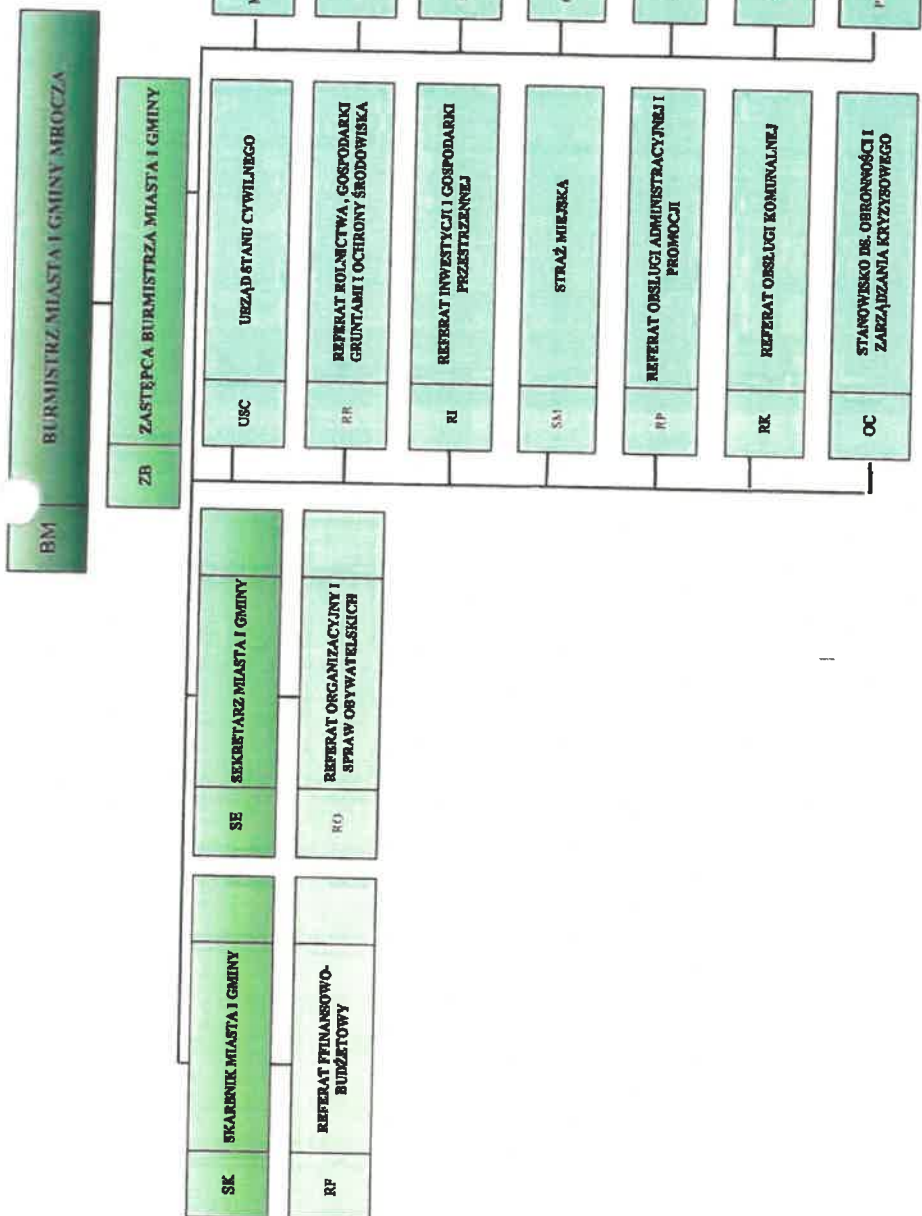 BM BURMISTRZ MIASTA I GMINY MROCZA
ZB ZASTĘPCA BURMISTRZA MIASTA I GMINY
SK SKARBNIK MIASTA I GMINY
RF REFERAT FFINANSOWO-
BUDŻETOWY
SE SEKRETARZ MIASTA I GMINY
RO REFERAT ORGANIZACYJNY I
SPRAW OBYWATELSKICH
USC URZĄD STANU CYWILNEGO
RR REFERAT ROLNICTWA , GOSPODARKI
GRUNTAMI I OCHRONY ŚRODOWISKA
RI REFERAT INWESTYCJI I GOSPODARKI
PRZESTRZENNEJ
SM STRAŻ MIEJSKA
RP REFERAT OBSŁUGI ADMINISTRACYJNEJ I
PROMOCJI
RK REFERAT OBSŁUGI KOMUNALNEJ
OC STANOWISKO DS. OBRONNOŚCI I
ZARZĄDZANIA KRYZYSOWEGO